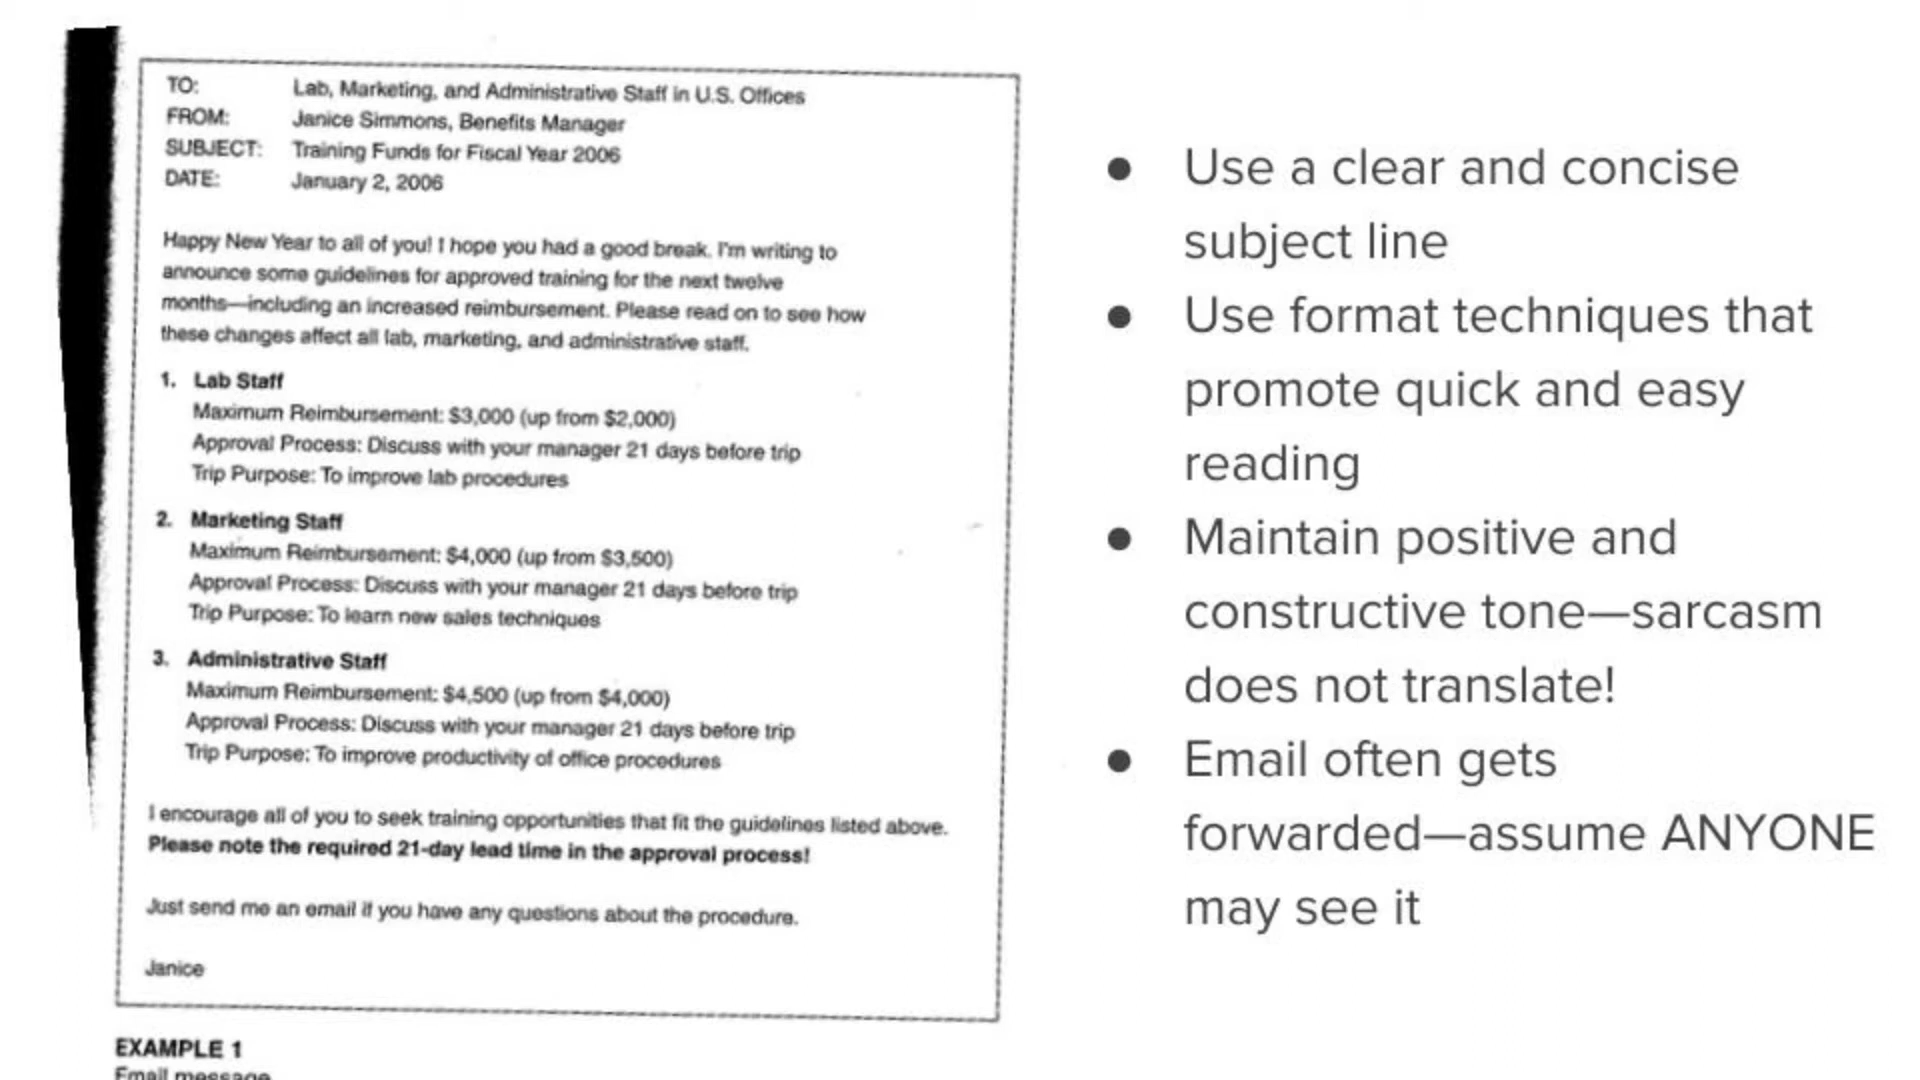 TO: Lab, Marketing, and Administrative Staff in U.S. Offices
FROM: Janice Simmons, Benefits Manager
SUBJECT: Training Funds for Fiscal Year 2006
DATE: January 2, 2006
Happy New Year to all of you! I hope you had a good break. I'm writing to
announce some guidelines for approved training for the next twelve
months—including an increased reimbursement. Please read on to see how
these changes affect all lab, marketing, and administrative staff.
1. Lab Staff
Maximum Reimbursement: $3,000 (up from $2,000)
Approval Process: Discuss with your manager 21 days before trip
Trip Purpose: To improve lab procedures
2. Marketing Staff
Maximum Reimbursement: $4,000 (up from $3,500)
Approval Process: Discuss with your manager 21 days before trip
Trip Purpose: To learn new sales techniques
3. Administrative Staff
Maximum Reimbursement: $4,500 (up from $4,000)
Approval Process: Discuss with your manager 21 days before trip
Trip Purpose: To improve productivity of office procedures
I encourage all of you to seek training opportunities that fit the guidelines listed above.
Please note the required 21-day lead time in the approval process!
Just send me an email if you have any questions about the procedure.
Janice
EXAMPLE 1
Email message
● Use a clear and concise
subject line
● Use format techniques that
promote quick and easy
reading
● Maintain positive and
constructive tone—sarcasm
does not translate!
● Email often gets
forwarded—assume ANYONE
may see it